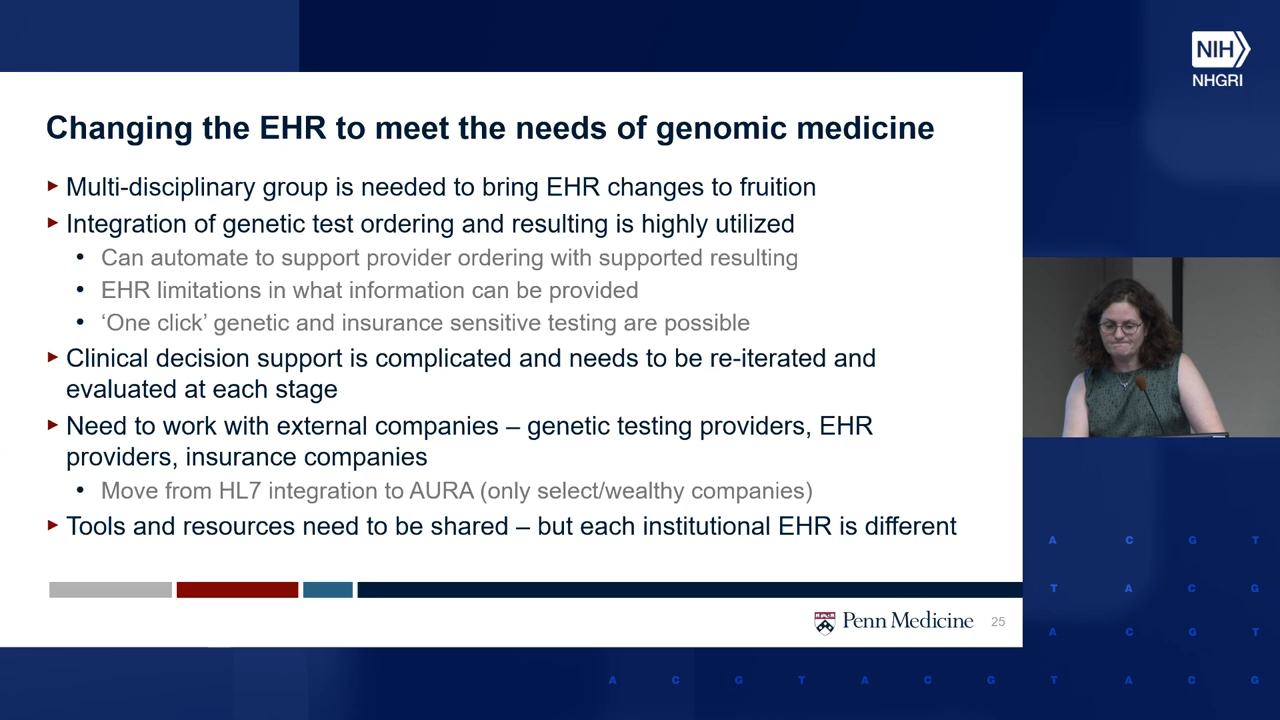 NIH
NHGRI
Changing the EHR to meet the needs of genomic medicine
Multi-disciplinary group is needed to bring EHR changes to fruition
Integration of genetic test ordering and resulting is highly utilized
Can automate to support provider ordering with supported resulting
EHR limitations in what information can be provided
‘One click’ genetic and insurance sensitive testing are possible
Clinical decision support is complicated and needs to be re-iterated and
evaluated at each stage
Need to work with external companies – genetic testing providers, EHR
providers, insurance companies
Move from HL7 integration to AURA (only select/wealthy companies)
Tools and resources need to be shared – but each institutional EHR is different
Penn Medicine 25
A C G T
T A C G
A C G T
A C G T A C G T A C G